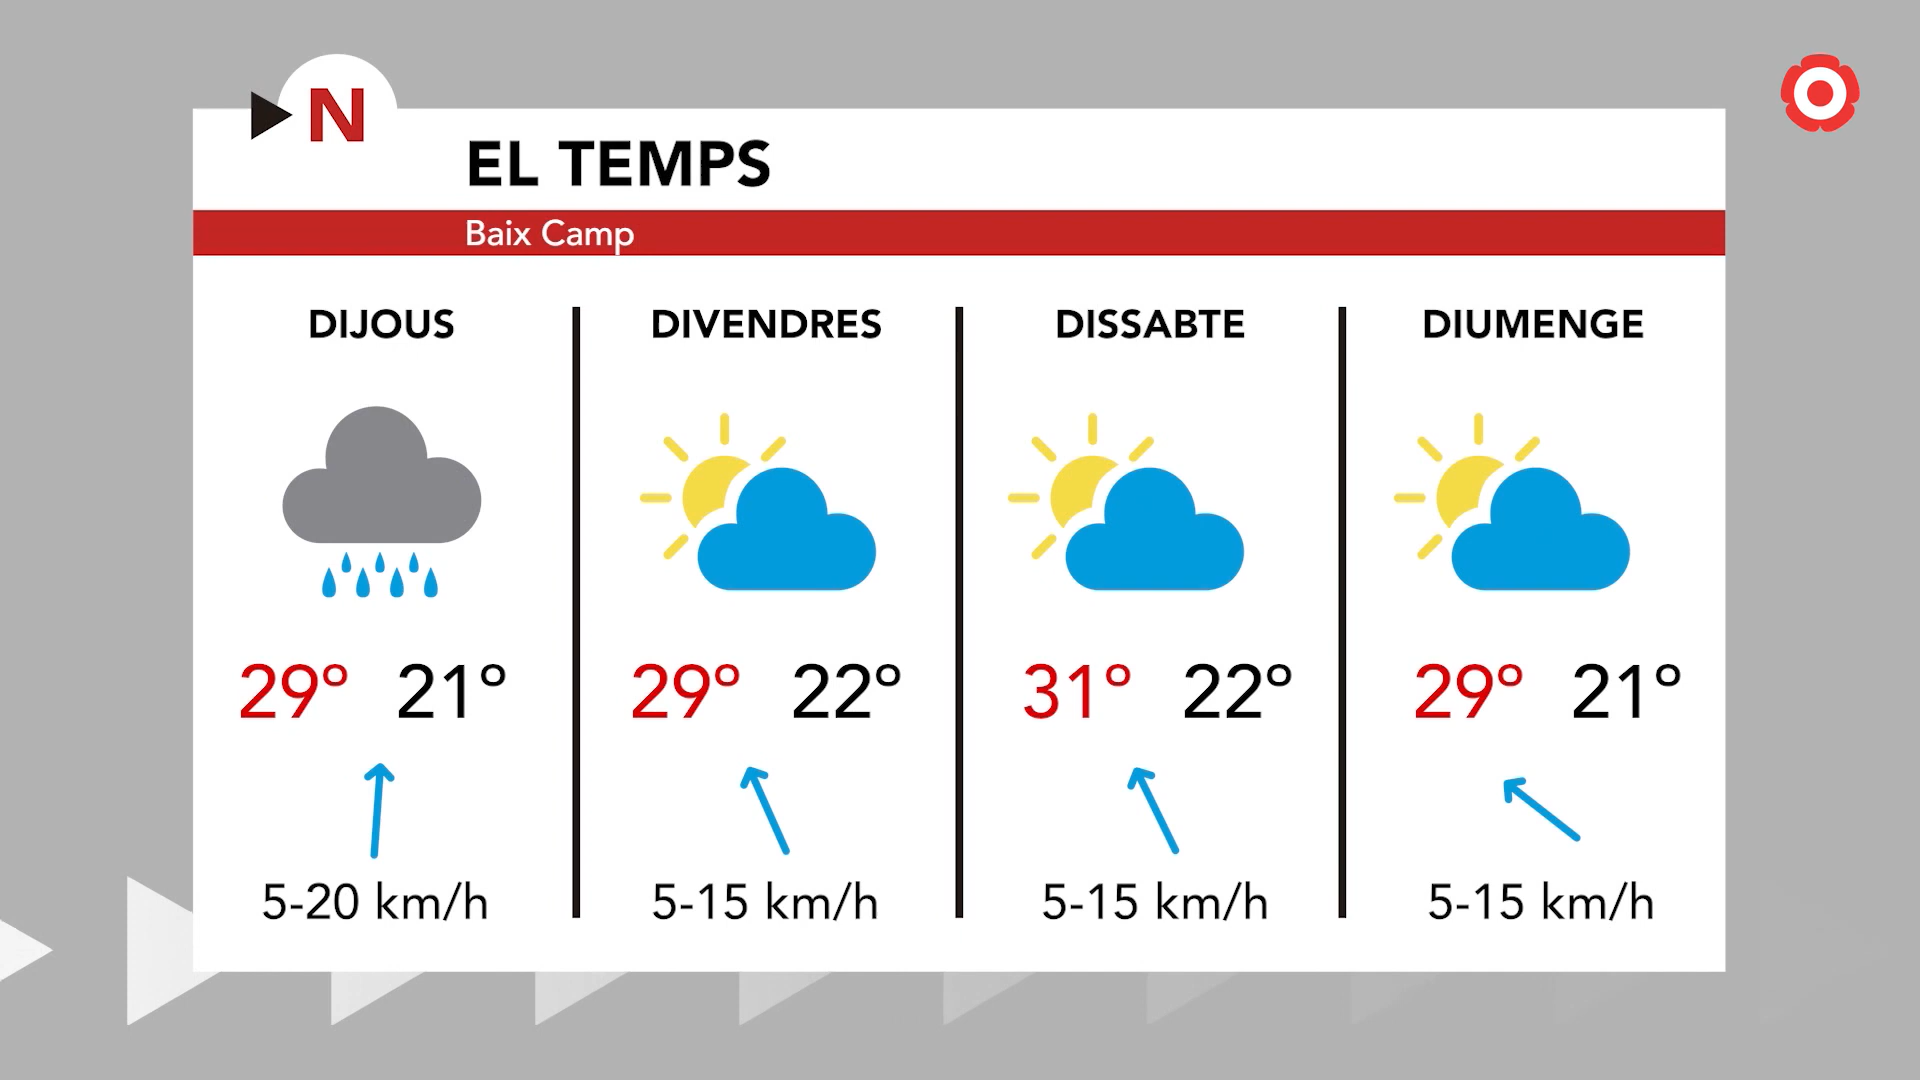 N
EL TEMPS
Baix Camp
DIJOUS
29° 21°
5-20 km/h
DIVENDRES
29° 22°
5-15 km/h
DISSABTE
31° 22°
5-15 km/h
DIUMENGE
29° 21°
5-15 km/h